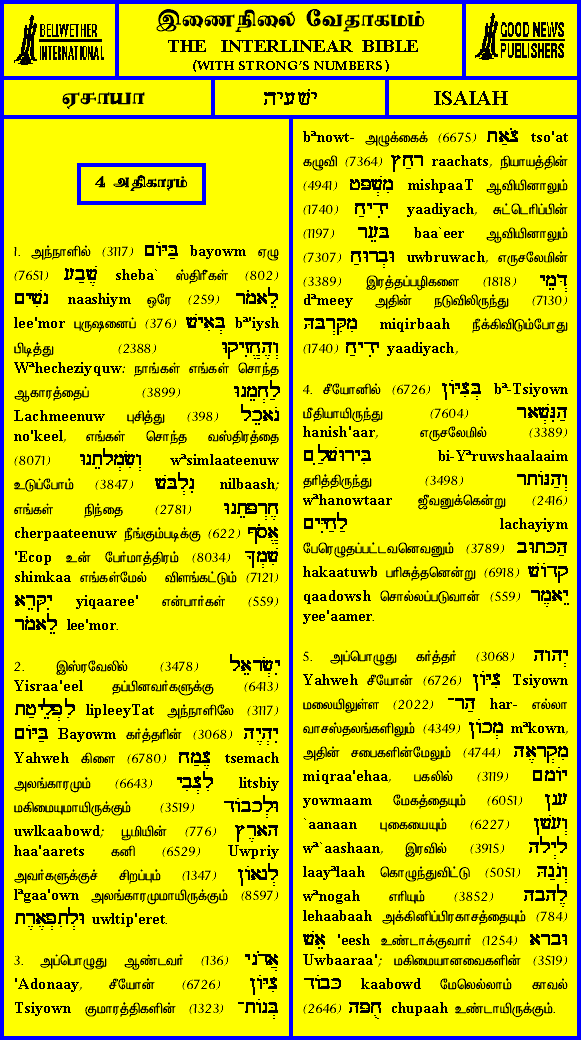 BELLWETHER
INTERNATIONAL
இணைநிலை வேதாகமம்
THE INTERLINEAR BIBLE
(WITH STRONG'S NUMBERS)
GOOD NEWS
PUBLISHERS
ஏசாயா
ישעיה
ISAIAH
4 அதிகாரம்
1. அந்நாளில் (3117) בַּיּוֹם bayowm ஏழு
(7651) שֶׁבַע sheba` ஸ்திரீகள் (802)
נָשִׁים naashiym ஒரே (259) לֵאמֹר
lee'mor புருஷனைப் (376) בְּאִישׁ bª'iysh
பிடித்து (2388) וְהֶחֱזִיקוּ
Wªhecheziyquw: நாங்கள் எங்கள் சொந்த
ஆகாரத்தைப் (3899) לַחְמֵנוּ
Lachmeenuw புசித்து (398) נֹאכֵל
no'keel, எங்கள் சொந்த வஸ்திரத்தை
(8071) וְשִׂמְלָתֵנוּ wªsimlaateenuw
உடுப்போம் (3847) נִלְבָּשׁ nilbaash;
எங்கள் நிந்தை (2781) חֶרְפָּתֵנוּ
cherpaateenuw நீங்கும்படிக்கு (622) אֱסֹף
'Ecop உன் பேர்மாத்திரம் (8034) שִׁמְךָ
shimkaa எங்கள்மேல் விளங்கட்டும் (7121)
יִקָּרֵא yiqaaree' என்பார்கள் (559)
לֵאמֹר lee'mor.
2. இஸ்ரவேலில் (3478) יִשְׂרָאֵל
Yisraa'eel தப்பினவர்களுக்கு (6413)
לִפְלֵיטַת lipleeyTat அந்நாளிலே (3117)
בַּיּוֹם Bayowm கர்த்தரின் (3068) יְהְיֶה
Yahweh கிளை (6780) צֶמַח tsemach
அலங்காரமும் (6643) לִצְבִי litsbiy
மகிமையுமாயிருக்கும் (3519) וּלְכָבוֹד
uwlkaabowd; பூமியின் (776) הָאָרֶץ
haa'aarets கனி (6529) Uwpriy
அவர்களுக்குச் சிறப்பும் (1347) לְגָאוֹן
lªgaa'own அலங்காரமுமாயிருக்கும் (8597)
וּלְתִפְאֶרֶת uwltip'eret.
3. அப்பொழுது ஆண்டவர் (136) אֲדֹנָי
'Adonaay, சீயோன் (6726) צִיּוֹן
Tsiyown குமாரத்திகளின் (1323) בְּנוֹת־
bªnowt- அழுக்கைக் (6675) צֹאַת tso'at
கழுவி (7364) רָחַץ raachats, நியாயத்தின்
(4941) מִשְׁפָּט mishpaaT ஆவியினாலும்
(1740) יָדִיחַ yaadiyach, சுட்டெரிப்பின்
(1197) בָּעֵר baa`eer ஆவியினாலும்
(7307) וּבְרוּחַ uwbruwach, எருசலேமின்
(3389) இரத்தப்பழிகளை (1818) דְּמֵי
dªmeey அதின் நடுவிலிருந்து (7130)
מִקִּרְבָּהּ miqirbaah நீக்கிவிடும்போது
(1740) יָדִיחַ yaadiyach,
4. சீயோனில் (6726) בְּצִיּוֹן bª-Tsiyown
மீதியாயிருந்து (7604) הַנִּשְׁאָר
hanish'aar, எருசலேமில் (3389)
בִּירוּשָׁלִַם bi-Yªruwshaalaaim
தரித்திருந்து (3498) וְהַנּוֹתָר
wªhanowtaar ஜீவனுக்கென்று (2416)
לַחַיִּים lachayiym
பேரெழுதப்பட்டவனெவனும் (3789) הַכָּתוּב
hakaatuwb பரிசுத்தனென்று (6918) קָדוֹשׁ
qaadowsh சொல்லப்படுவான் (559) יֵאָמֶר
yee'aamer.
5. அப்பொழுது கர்த்தர் (3068) יְהוָה
Yahweh சீயோன் (6726) צִיּוֹן Tsiyown
மலையிலுள்ள (2022) הַר־ har- எல்லா
வாசஸ்தலங்களிலும் (4349) מְכוֹן mªkown,
அதின் சபைகளின்மேலும் (4744) מִקְרָאֶהָ
miqraa'ehaa, பகலில் (3119) יוֹמָם
yowmaam மேகத்தையும் (6051) עָנָן
`aanaan புகையையும் (6227) וְעָשָׁן
wª`aashaan, இரவில் (3915) לַיְלָה
laayªlaah கொழுந்துவிட்டு (5051) וְנֹגַהּ
wªnogah எரியும் (3852) לֶהָבָה
lehaabaah அக்கினிப்பிரகாசத்தையும் (784)
אֵשׁ 'eesh உண்டாக்குவார் (1254) וּבָרָא
Uwbaaraa'; மகிமையானவைகளின் (3519)
כָּבוֹד kaabowd மேலெல்லாம் காவல்
(2646) חֻפָּה chupaah உண்டாயிருக்கும்.